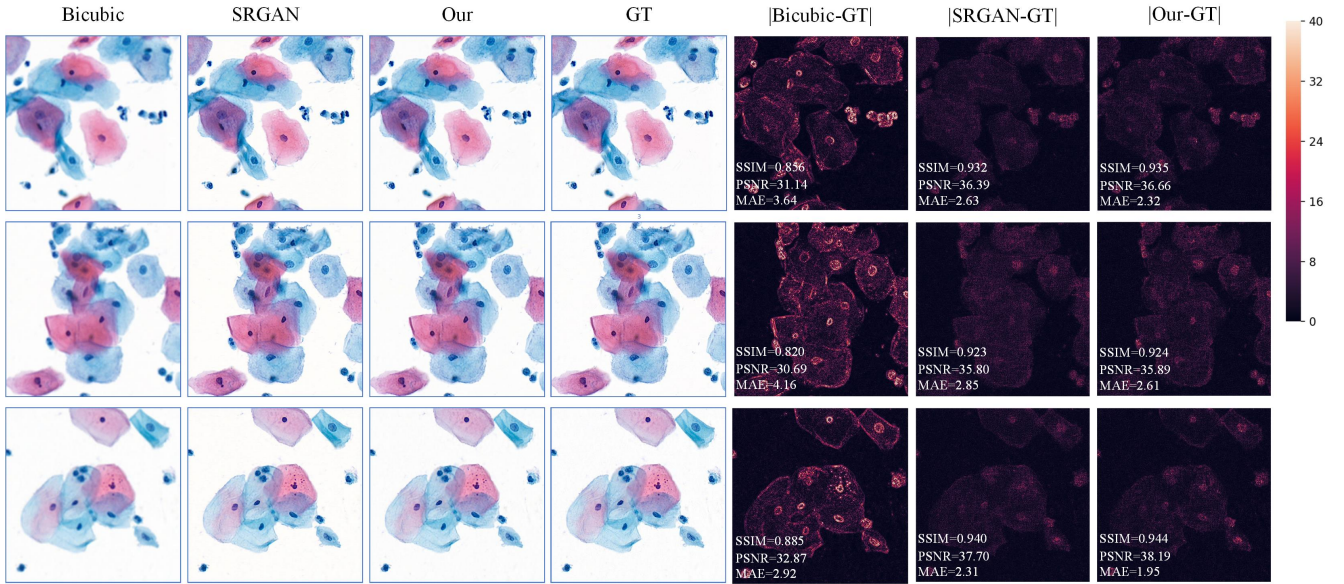 Bicubic SRGAN Our GT |Bicubic-GT| |SRGAN-GT| |Our-GT|
40
32
24
16
8
0
SSIM=0.856
PSNR=31.14
MAE=3.64
SSIM=0.932
PSNR=36.39
MAE=2.63
SSIM=0.935
PSNR=36.66
MAE=2.32
3
SSIM=0.820
PSNR=30.69
MAE=4.16
SSIM=0.923
PSNR=35.80
MAE=2.85
SSIM=0.924
PSNR=35.89
MAE=2.61
SSIM=0.885
PSNR=32.87
MAE=2.92
SSIM=0.940
PSNR=37.70
MAE=2.31
SSIM=0.944
PSNR=38.19
MAE=1.95